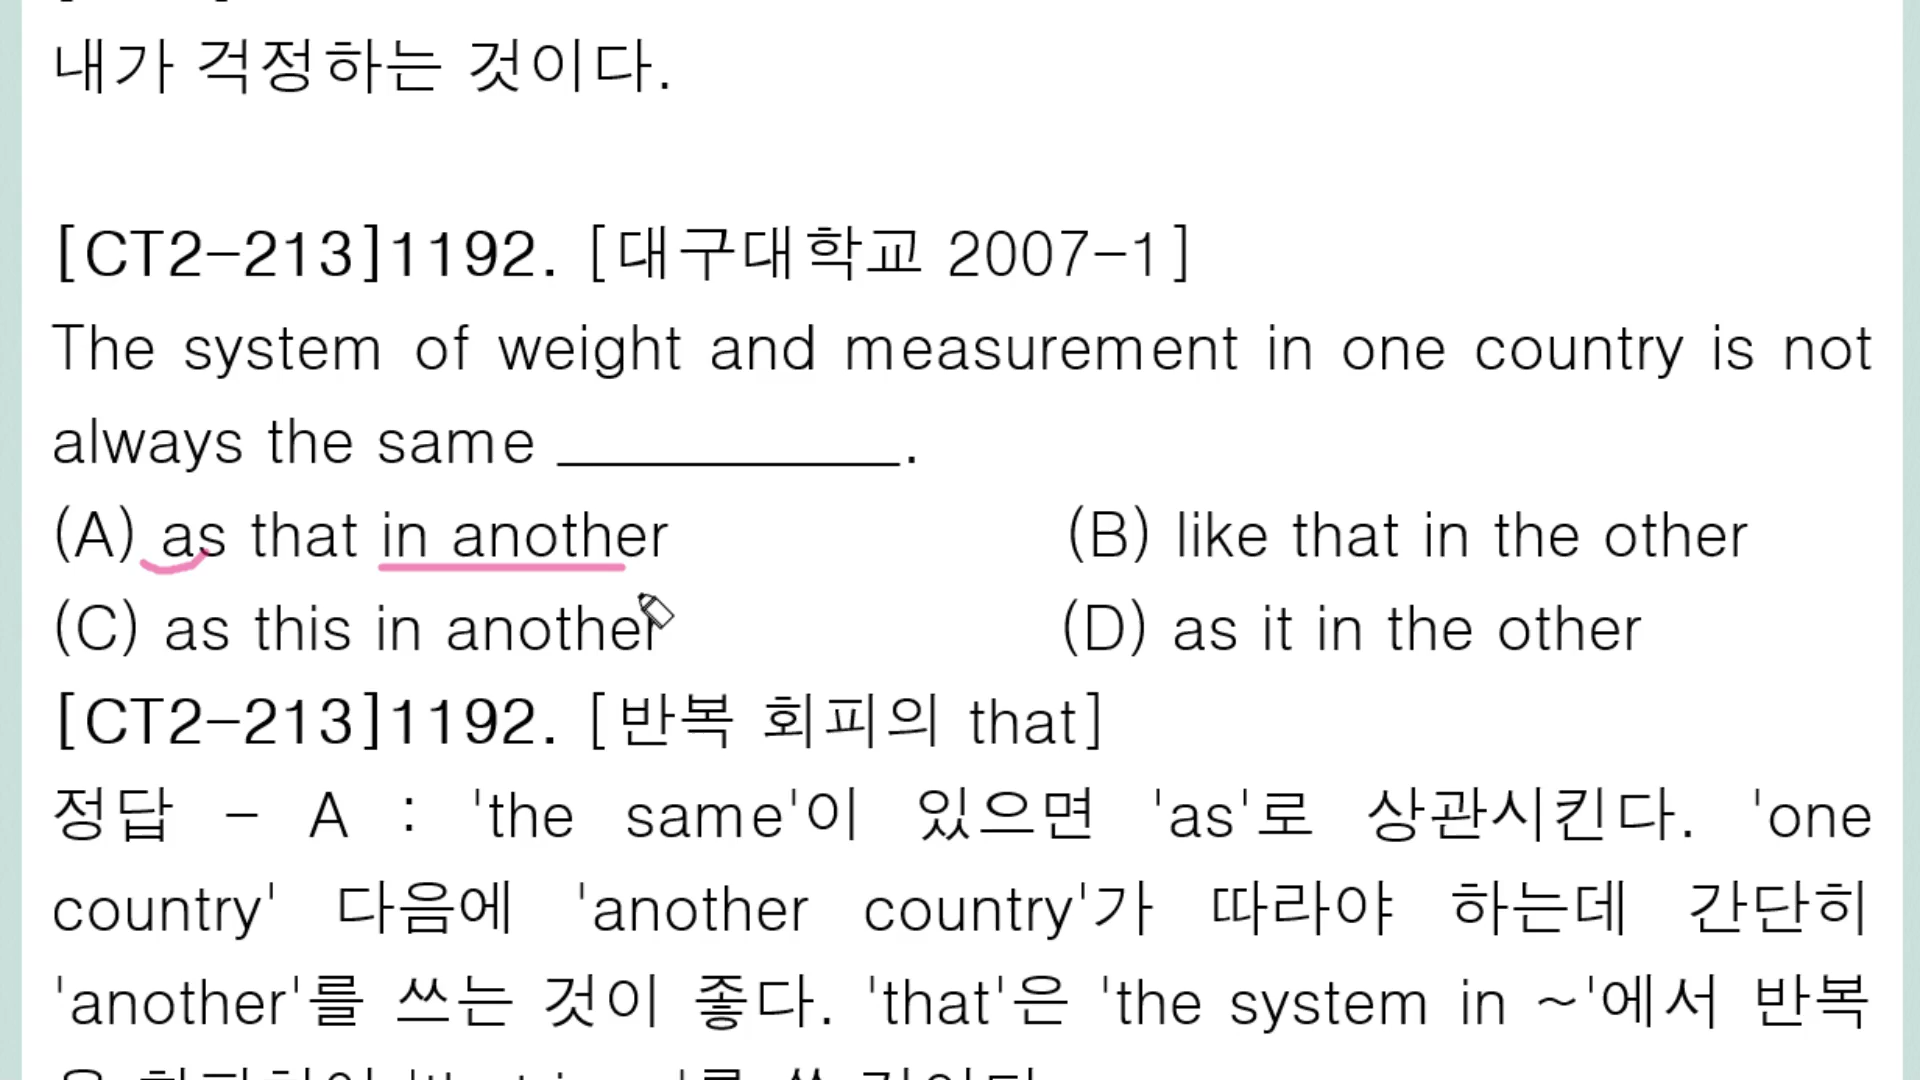 내가 걱정하는 것이다.
[CT2-213]1192. [대구대학교 2007-1]
The system of weight and measurement in one country is not
always the same ___________.
(A) as that in another (B) like that in the other
(C) as this in another (D) as it in the other
[CT2-213]1192. [반복 회피의 that]
정답 - A : 'the same'이 있으면 'as'로 상관시킨다. 'one
country' 다음에 'another country'가 따라야 하는데 간단히
'another'를 쓰는 것이 좋다. 'that'은 'the system in ~'에서 반복